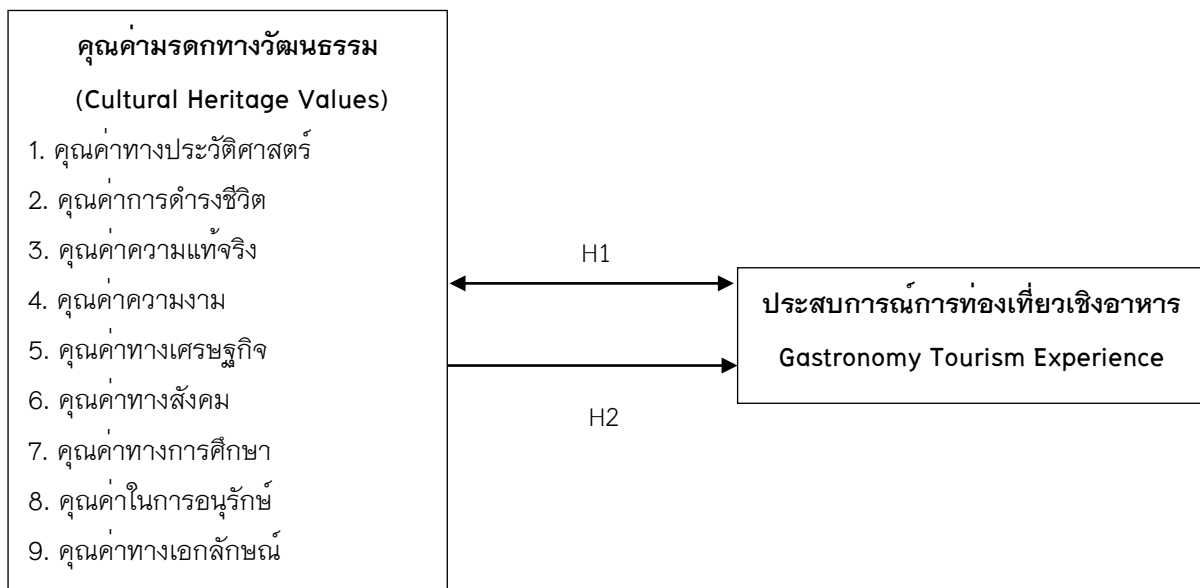 คุณค่ามรดกทางวัฒนธรรม
(Cultural Heritage Values)
1. คุณค่าทางประวัติศาสตร์
2. คุณค่าการดำรงชีวิต
3. คุณค่าความแท้จริง
4. คุณค่าความงาม
5. คุณค่าทางเศรษฐกิจ
6. คุณค่าทางสังคม
7. คุณค่าทางการศึกษา
8. คุณค่าในการอนุรักษ์
9. คุณค่าทางเอกลักษณ์
H1
H2
ประสบการณ์การท่องเที่ยวเชิงอาหาร
Gastronomy Tourism Experience